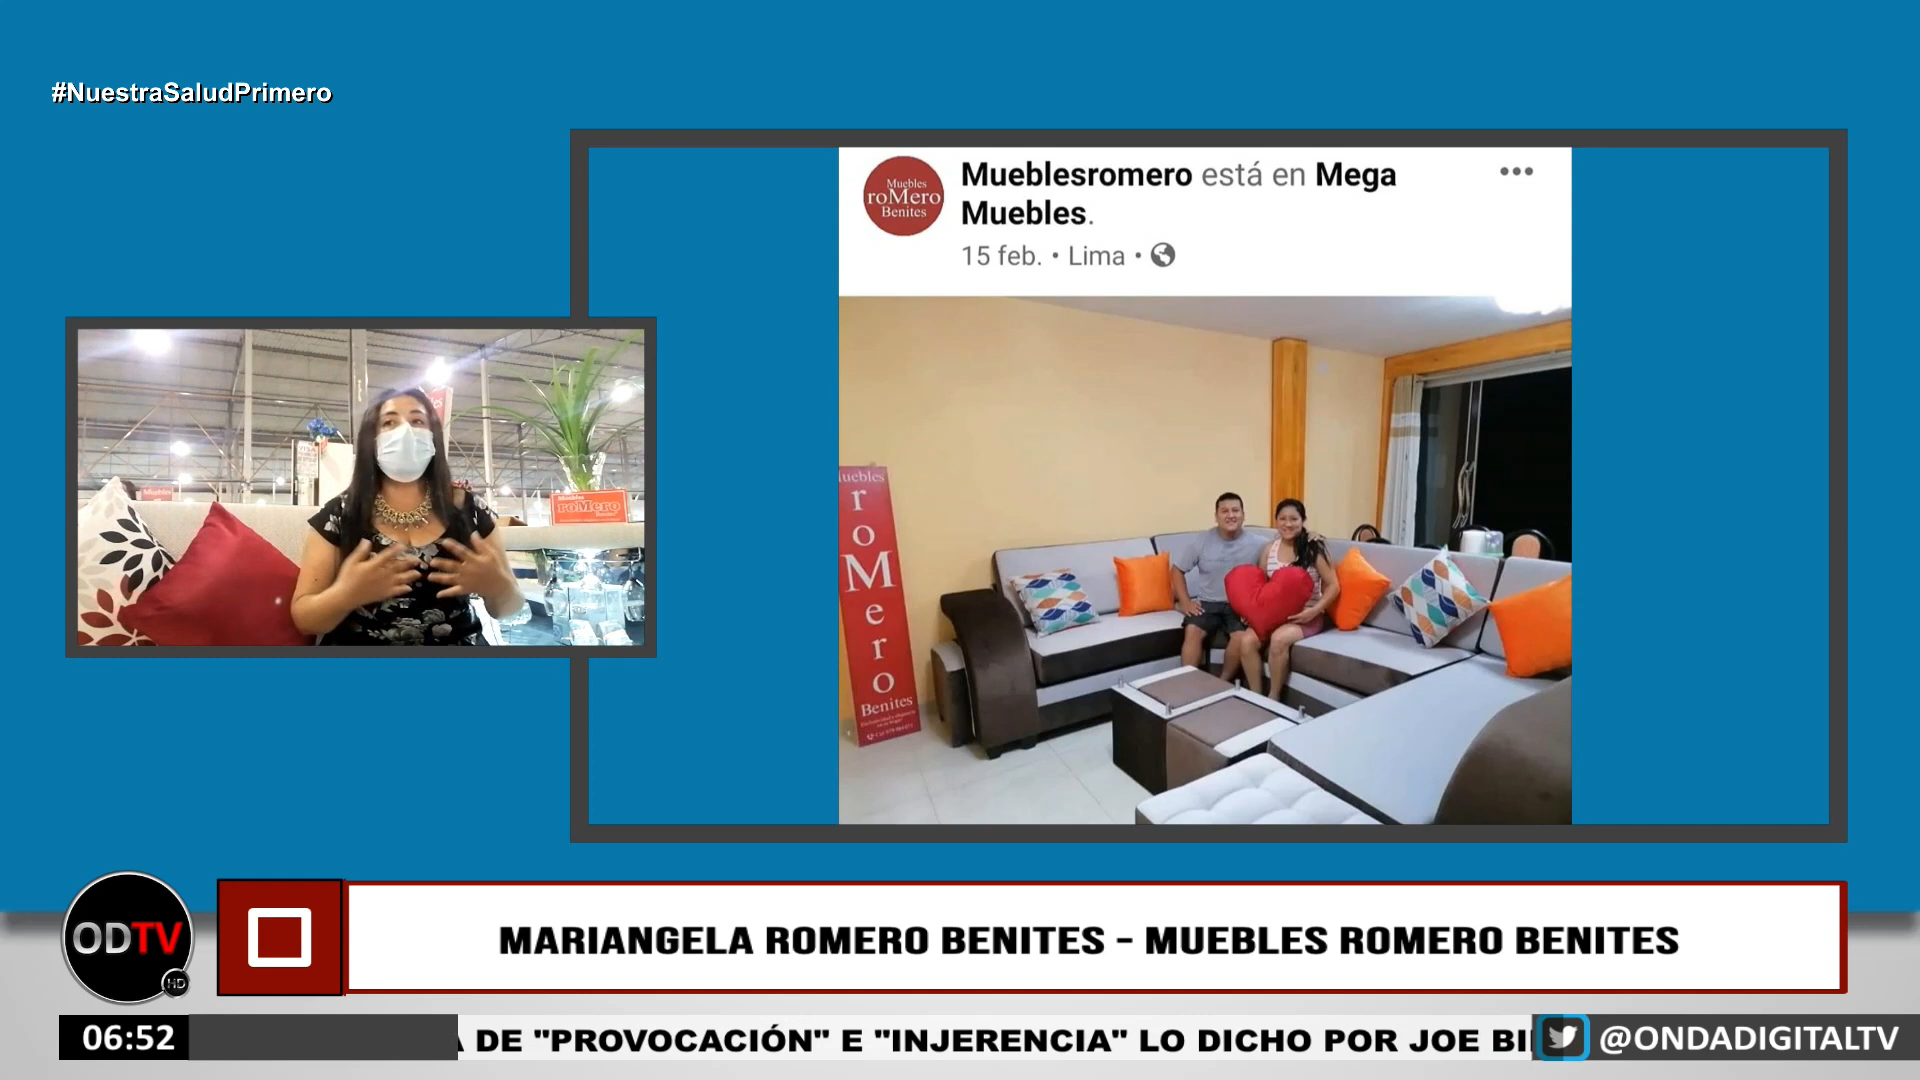 #NuestraSaludPrimero
Muebles
roMero
Benites
Mueblesromero está en Mega
Muebles.
15 feb. • Lima •
Muebles
roMero
uebles
r
o
M
e
r
o
Benites
ODTV
HD
MARIANGELA ROMERO BENITES - MUEBLES ROMERO BENITES
06:52
A DE "PROVOCACIÓN" E "INJERENCIA" LO DICHO POR JOE BI
@ONDADIGITALTV